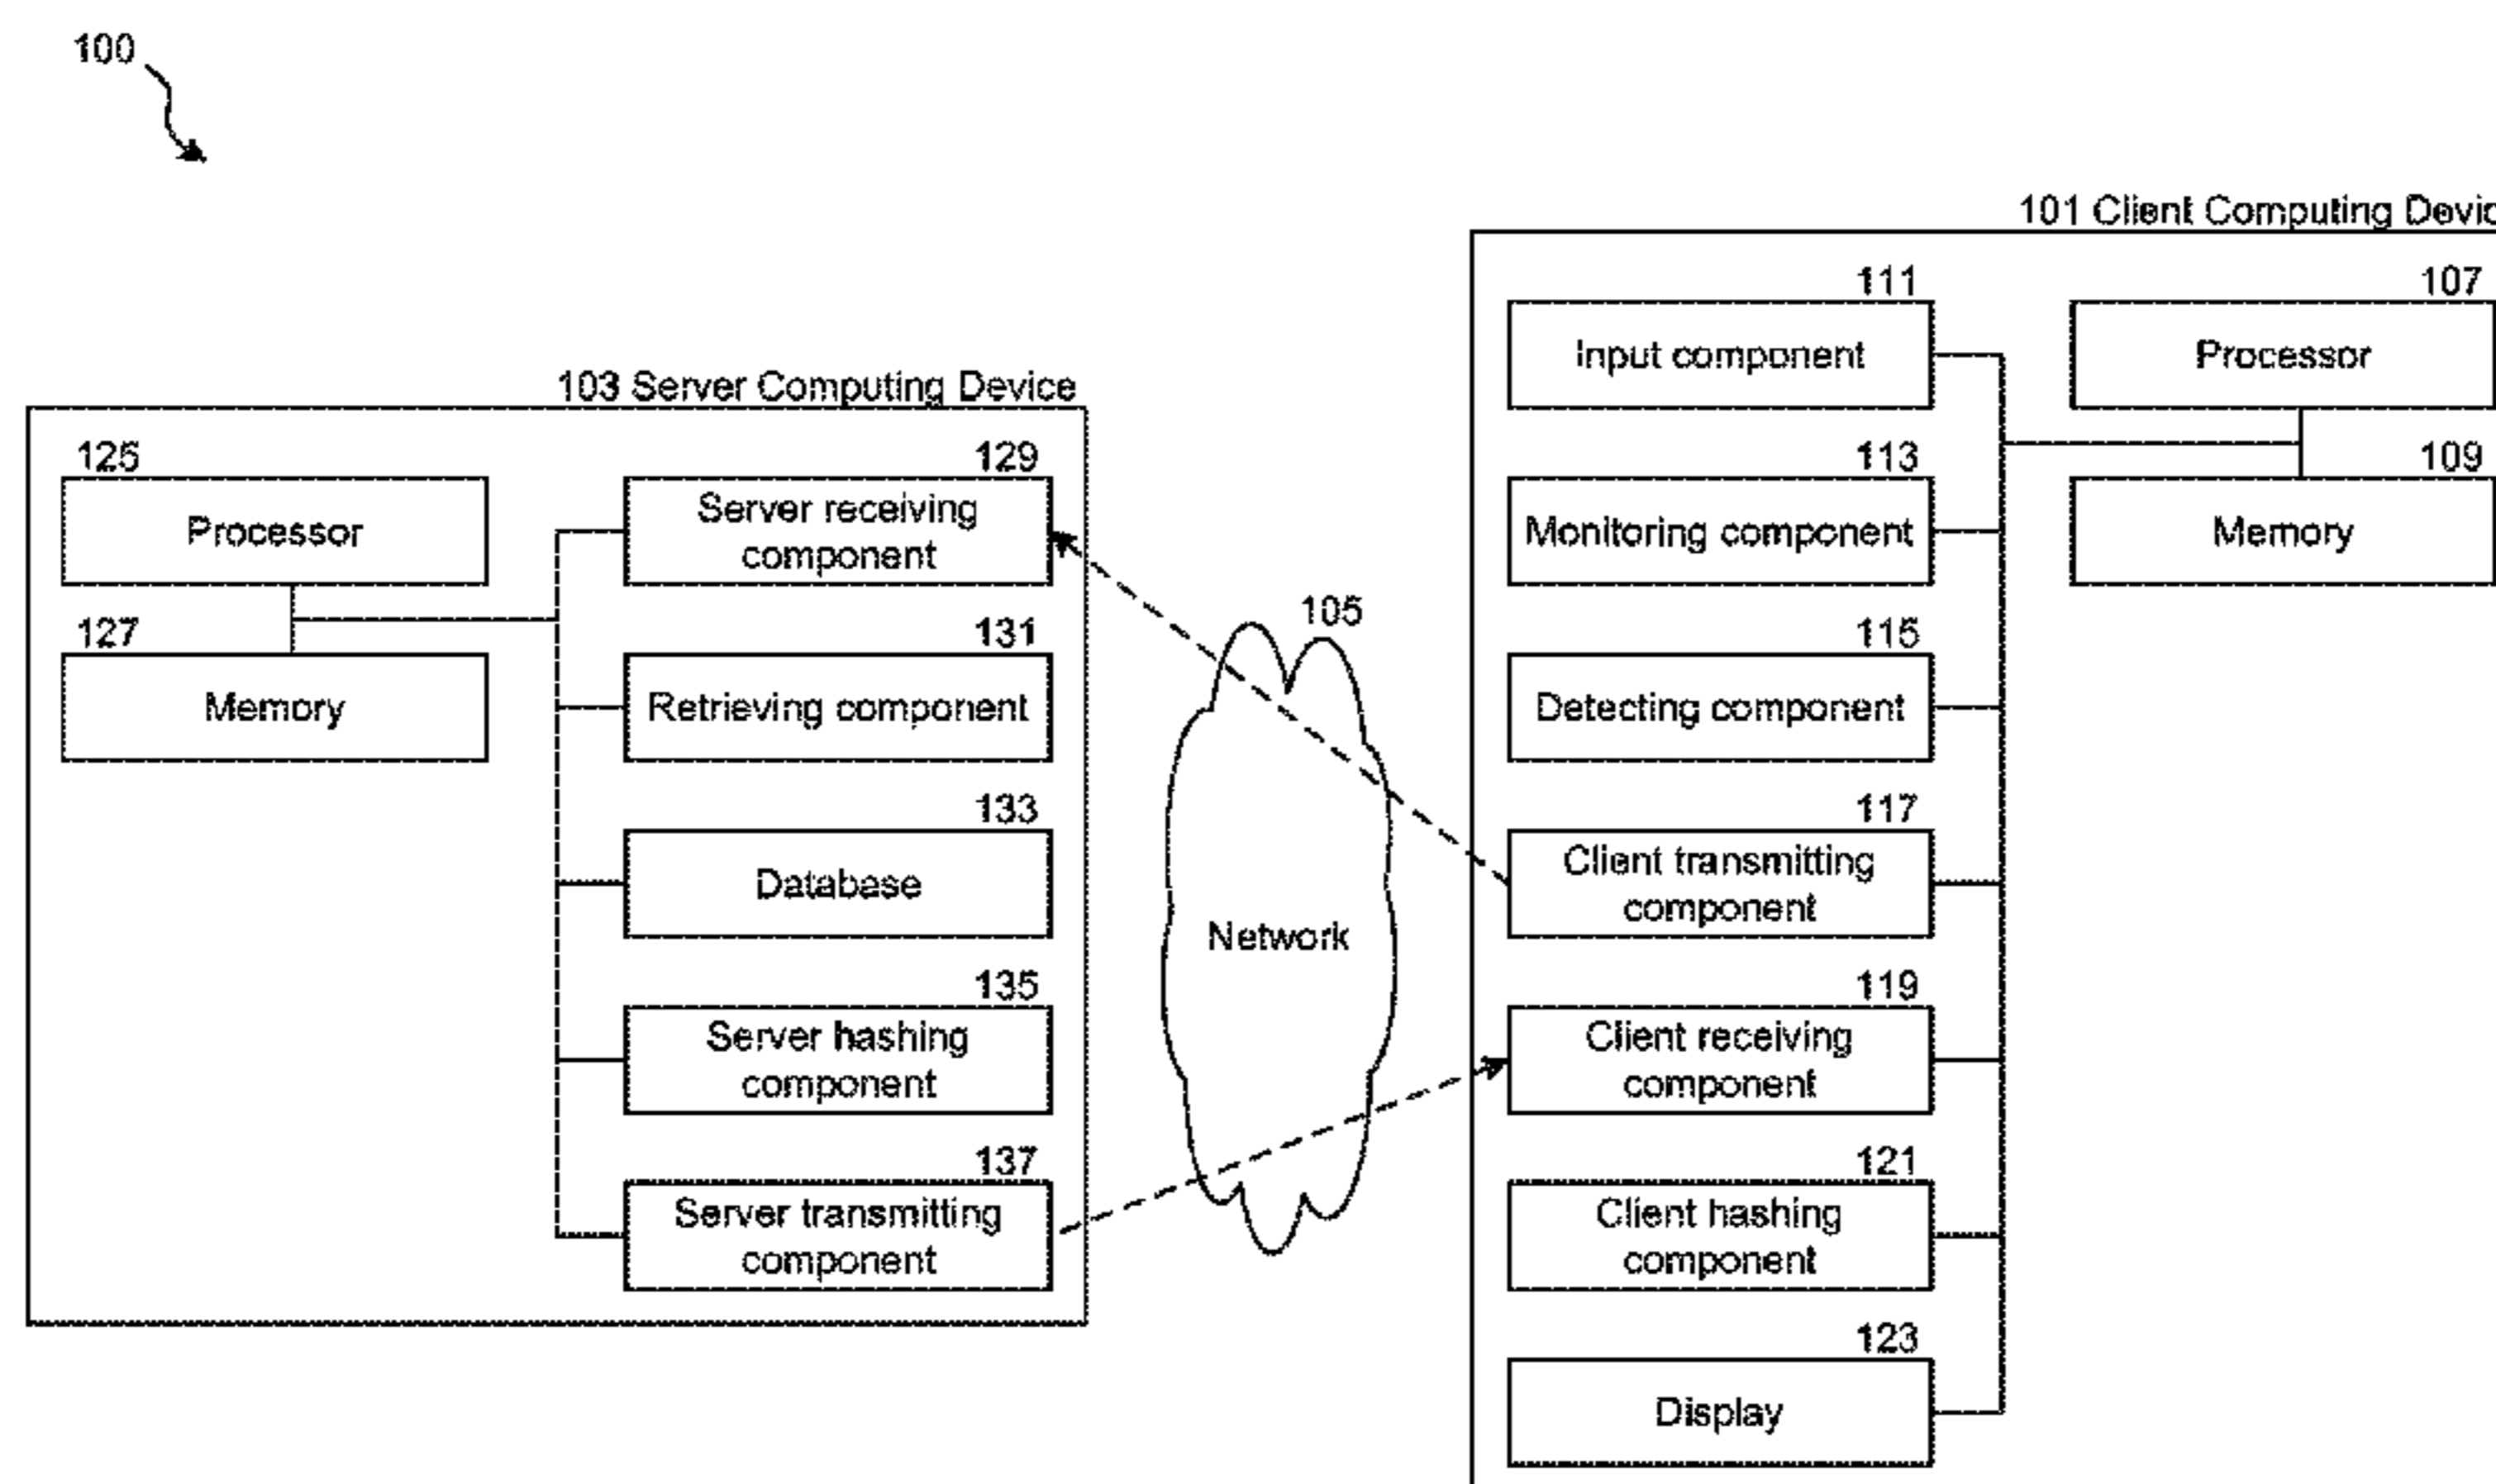 100
101 Client Computing Devic
111
Input component
107
Processor
103 Server Computing Device
125
Processor
129
Server receiving
component
113
Monitoring component
109
Memory
105
127
Memory
131
Retrieving component
115
Detecting component
133
Database
117
Client transmitting
component
Network
135
Server hashing
component
119
Client receiving
component
137
Server transmitting
component
121
Client hashing
component
123
Display